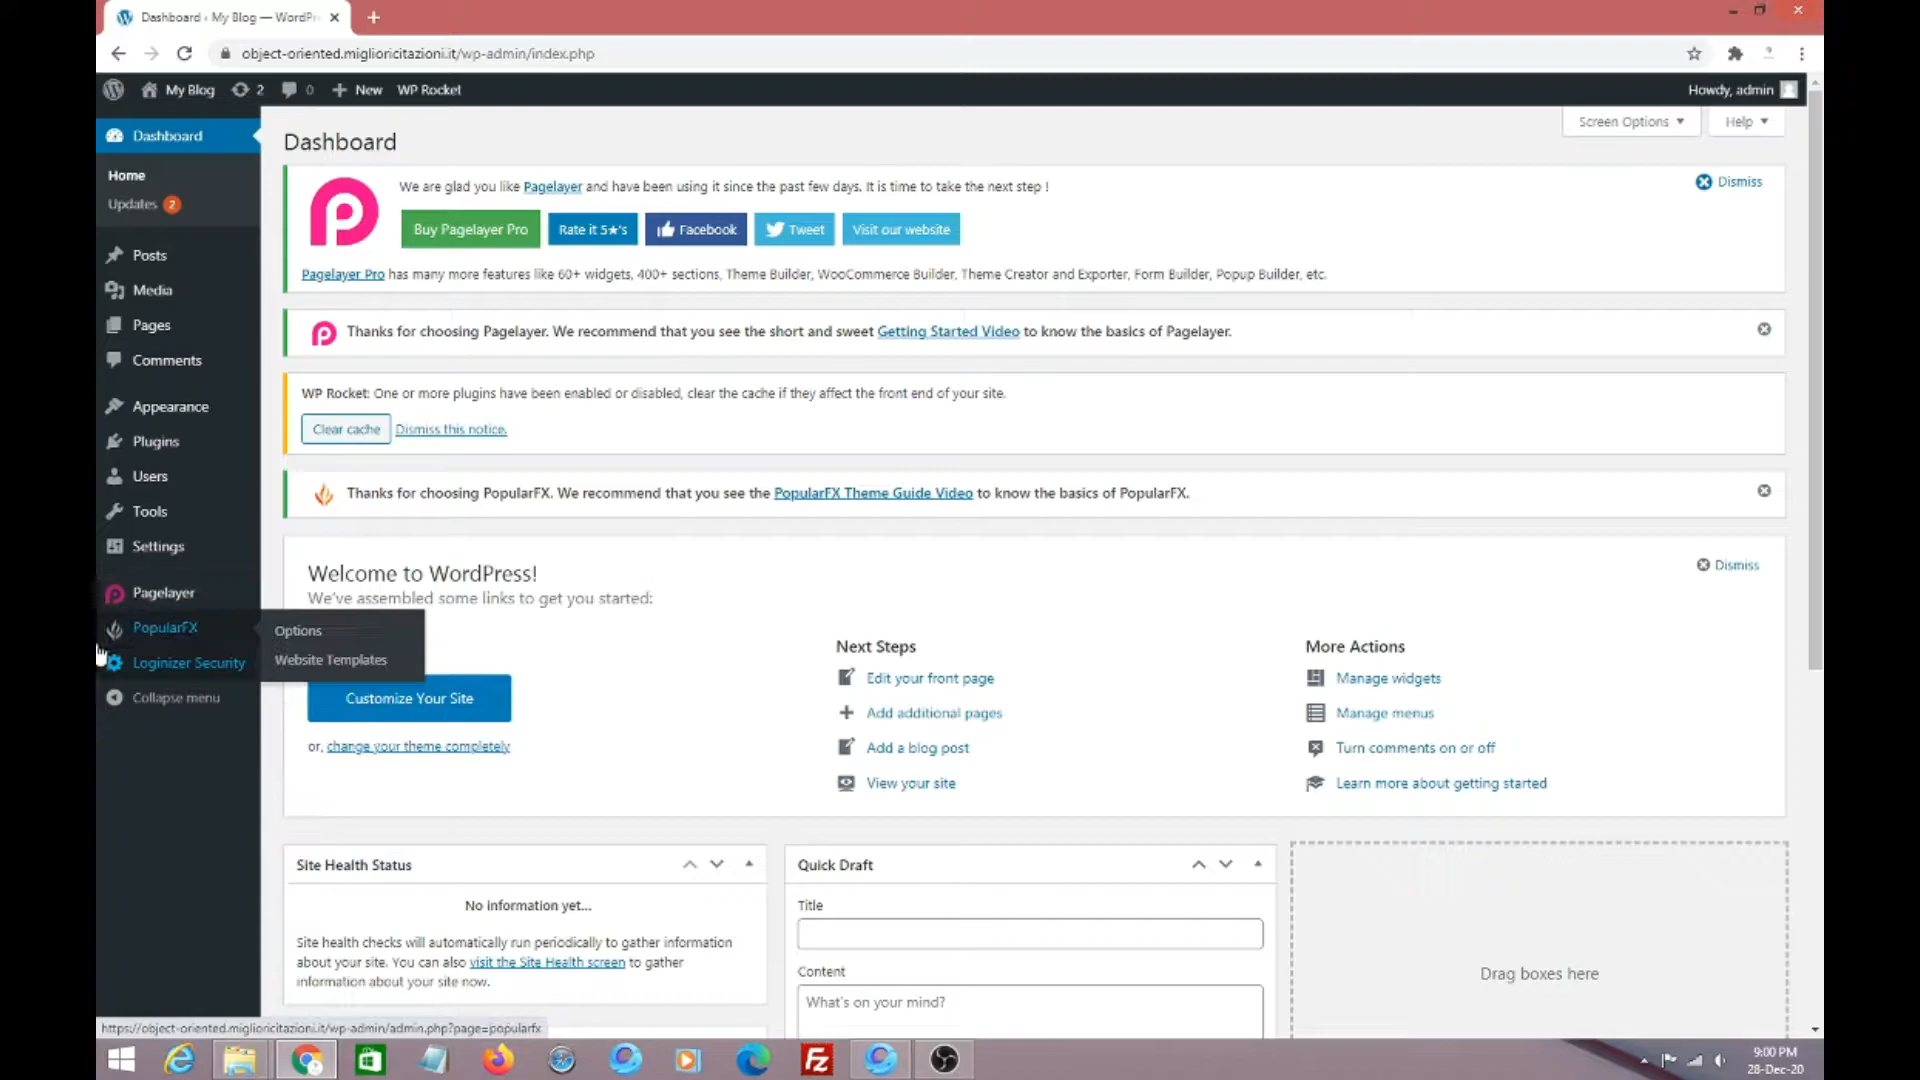 Dashboard ‹ My Blog — WordPr
object-oriented.miglioricitazioni.it/wp-admin/index.php
My Blog 2 0 New WP Rocket Howdy, admin
Screen Options Help
Dashboard
Home
Updates 2
Posts
Media
Pages
Comments
Appearance
Plugins
Users
Tools
Settings
Pagelayer
PopularFX
Options
Website Templates
Loginizer Security
Collapse menu
Dashboard
We are glad you like Pagelayer and have been using it since the past few days. It is time to take the next step !
Dismiss
Buy Pagelayer Pro Rate it 5★'s Facebook Tweet Visit our website
Pagelayer Pro has many more features like 60+ widgets, 400+ sections, Theme Builder, WooCommerce Builder, Theme Creator and Exporter, Form Builder, Popup Builder, etc.
Thanks for choosing Pagelayer. We recommend that you see the short and sweet Getting Started Video to know the basics of Pagelayer.
WP Rocket: One or more plugins have been enabled or disabled, clear the cache if they affect the front end of your site.
Clear cache Dismiss this notice.
Thanks for choosing PopularFX. We recommend that you see the PopularFX Theme Guide Video to know the basics of PopularFX.
Welcome to WordPress!
Dismiss
We've assembled some links to get you started:
Customize Your Site
or, change your theme completely
Next Steps
Edit your front page
Add additional pages
Add a blog post
View your site
More Actions
Manage widgets
Manage menus
Turn comments on or off
Learn more about getting started
Site Health Status
No information yet...
Site health checks will automatically run periodically to gather information
about your site. You can also visit the Site Health screen to gather
information about your site now.
Quick Draft
Title
Content
What's on your mind?
Drag boxes here
https://object-oriented.miglioricitazioni.it/wp-admin/admin.php?page=popularfx
9:00 PM
28-Dec-20